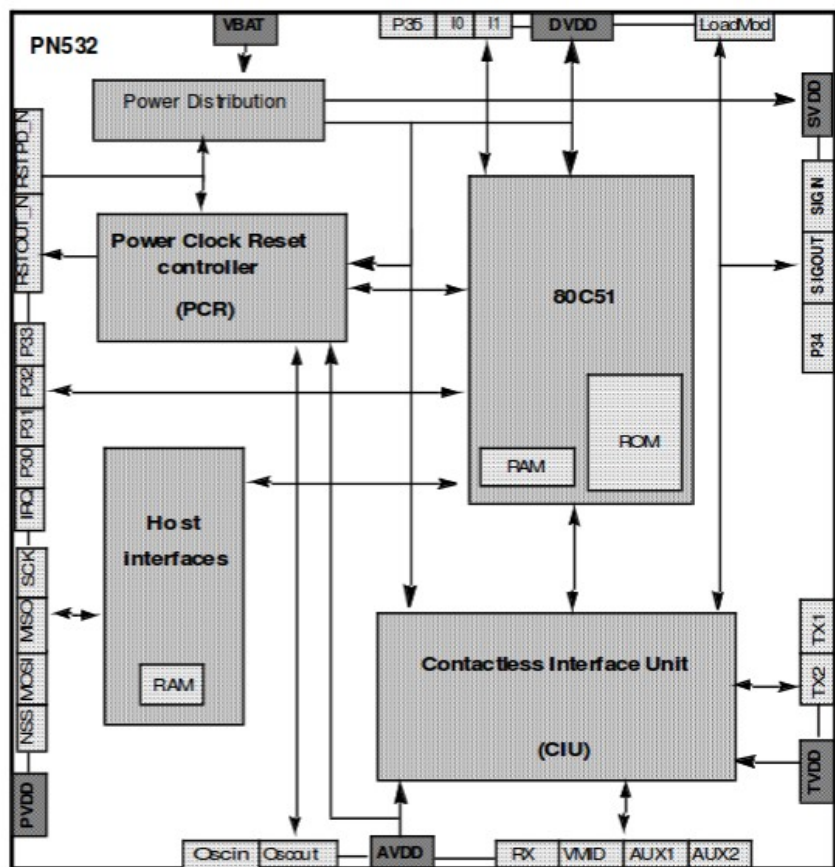 PN532
VBAT
P35 I0 I1
DVDD
LoadMod
Power Distribution
SVDD
RSTPD_N
RSTOUT_N
SIGIN
SIGOUT
P34
Power Clock Reset
controller
(PCR)
80C51
ROM
RAM
P33
P32
P31
P30
IRQ
Host
interfaces
RAM
SCK
MSO
MOSI
NSS
PVDD
Contactless Interface Unit
(CIU)
TX1
TX2
TVDD
Oscin Oscout
AVDD
RX VMID AUX1 AUX2